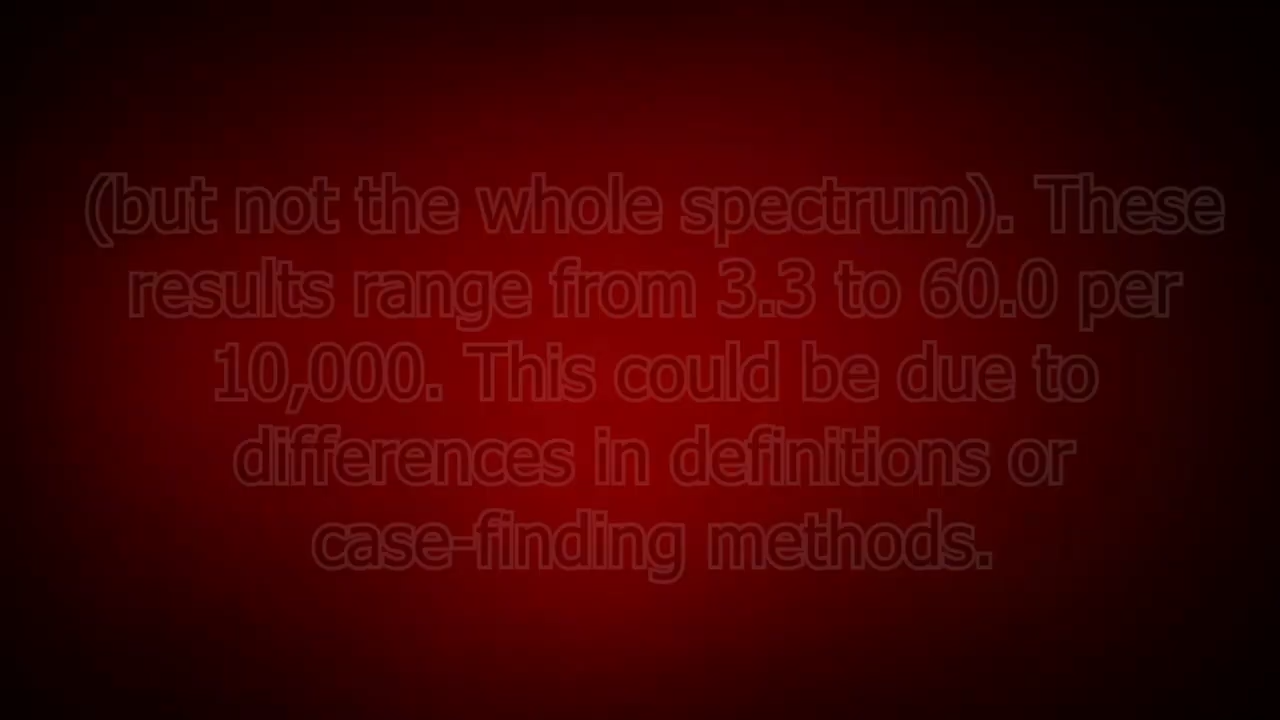 (but not the whole spectrum). These
results range from 3.3 to 60.0 per
10,000. This could be due to
differences in definitions or
case-finding methods.